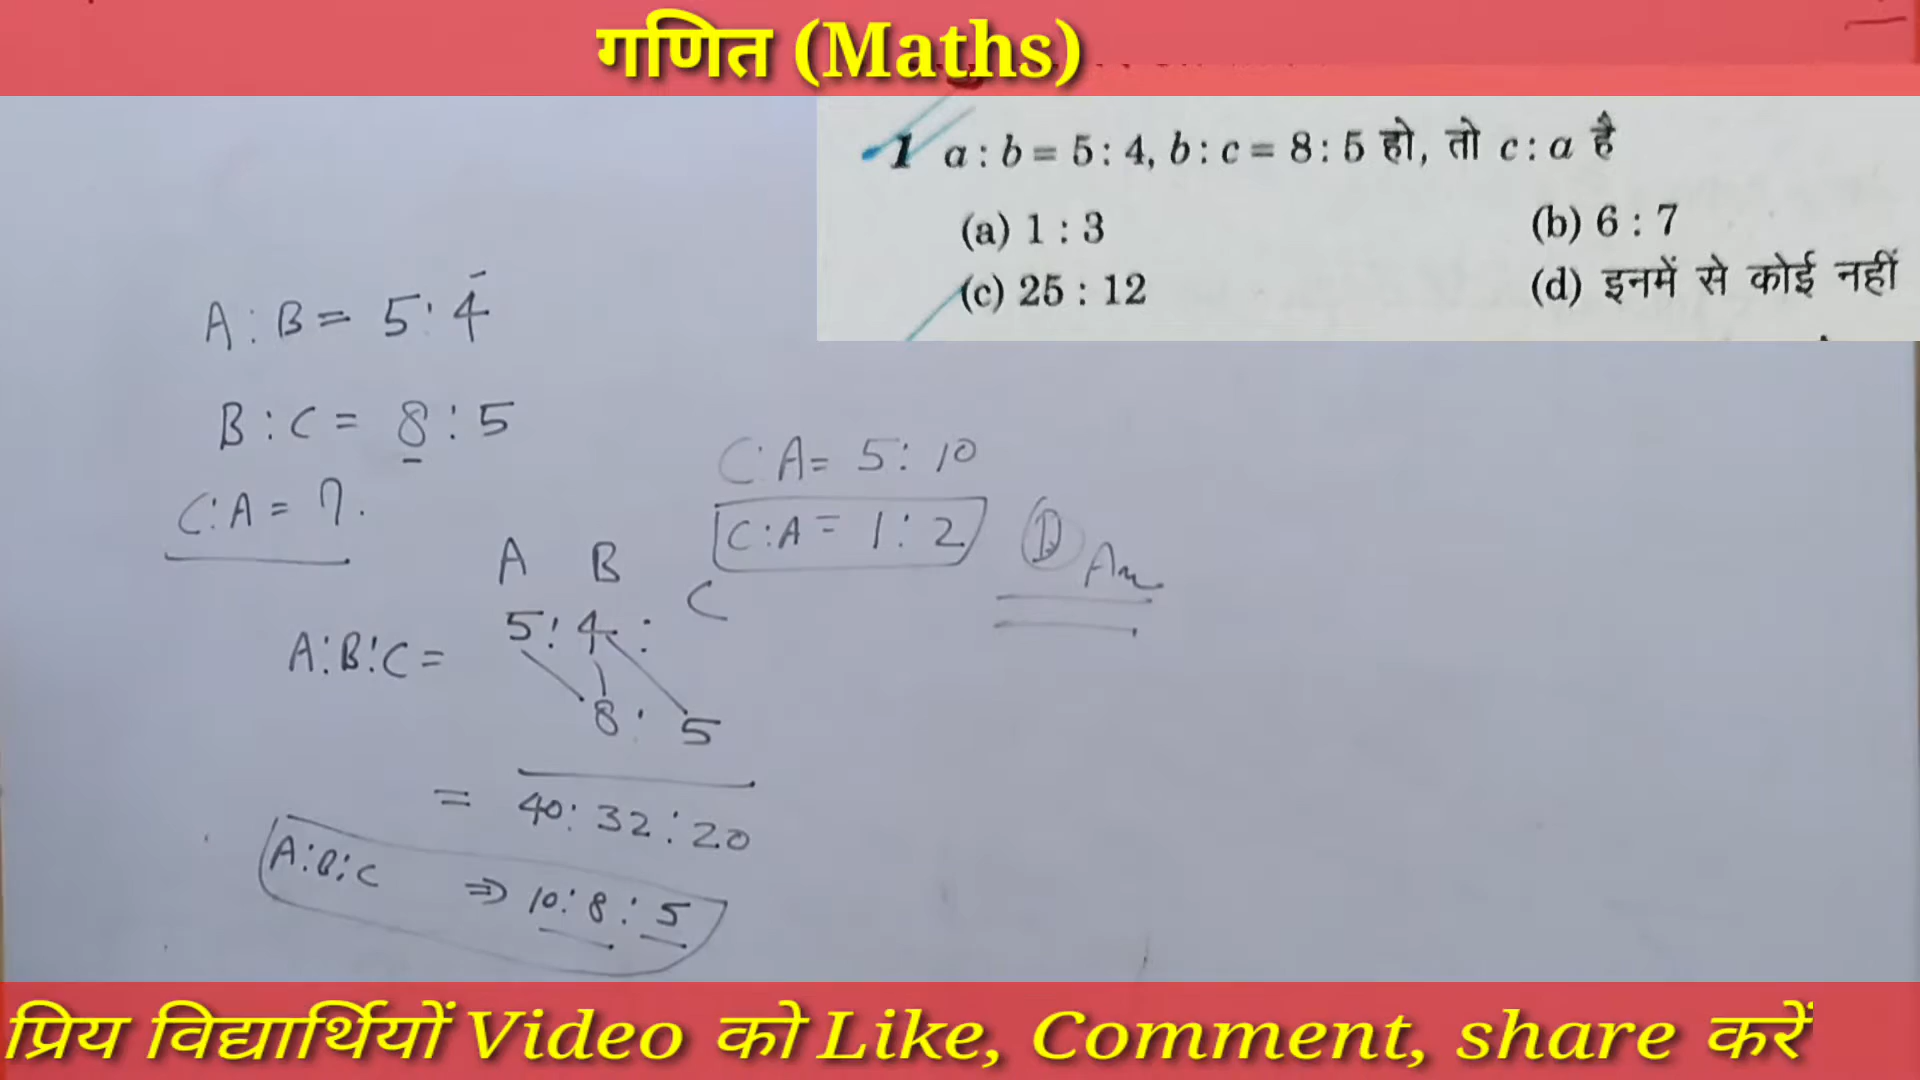 गणित (Maths)
1 a : b = 5 : 4, b : c = 8 : 5 हो, तो c : a है
(a) 1 : 3
(b) 6 : 7
(c) 25 : 12
(d) इनमें से कोई नहीं
A : B = 5 : 4
B : C = 8 : 5
C : A = ?
C : A = 5 : 10
C : A = 1 : 2
D Ans
A B C
A : B : C = 5 : 4 :
8 : 5
= 40 : 32 : 20
A : B : C ⇒ 10 : 8 : 5
प्रिय विद्यार्थियों Video को Like, Comment, share करें